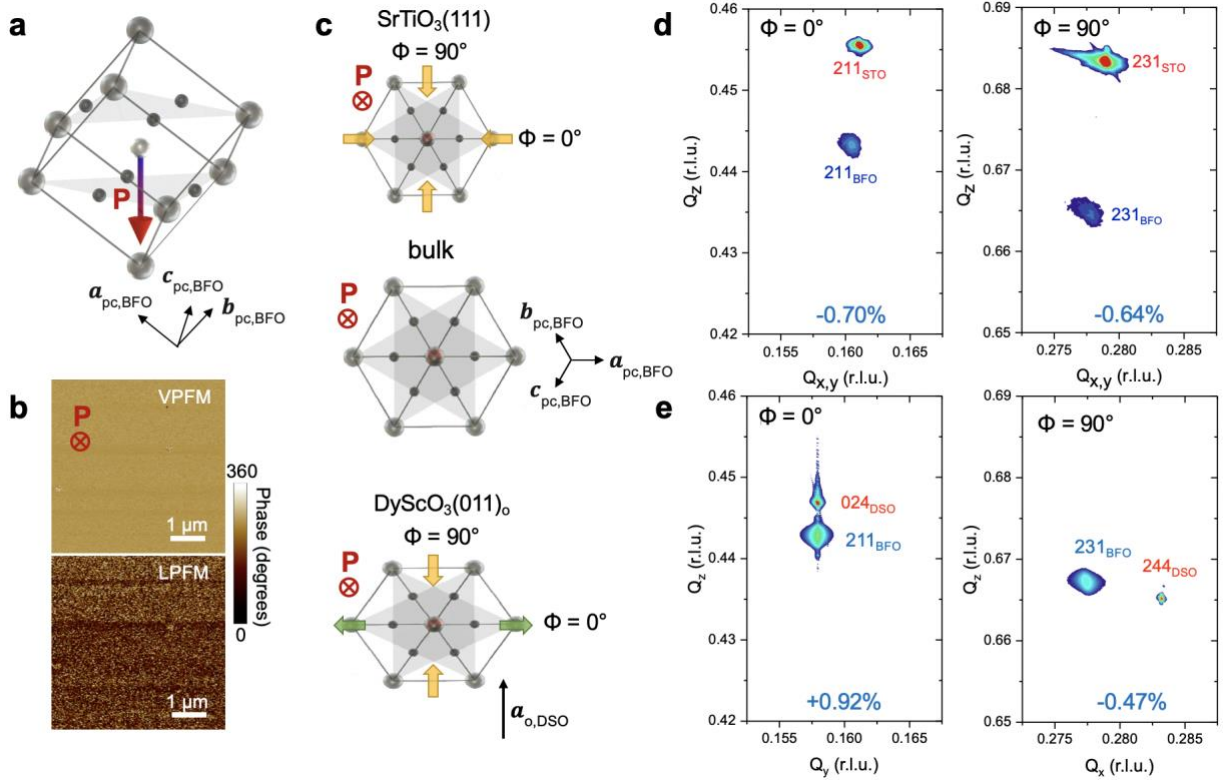 a
P
a pc,BFO
c pc,BFO
b pc,BFO
b
VPFM
P
1 μm
LPFM
1 μm
360
Phase (degrees)
0
c
SrTiO3(111)
Φ = 90°
P
Φ = 0°
bulk
P
b pc,BFO
a pc,BFO
c pc,BFO
DyScO3(011)o
Φ = 90°
P
Φ = 0°
a o,DSO
d
Φ = 0°
0.46
0.45
0.44
0.43
0.42
Qz (r.l.u.)
211STO
211BFO
-0.70%
0.155 0.160 0.165
Qx,y (r.l.u.)
Φ = 90°
0.69
0.68
0.67
0.66
0.65
Qz (r.l.u.)
231STO
231BFO
-0.64%
0.275 0.280 0.285
Qx,y (r.l.u.)
e
Φ = 0°
0.46
0.45
0.44
0.43
0.42
Qz (r.l.u.)
024DSO
211BFO
+0.92%
0.155 0.160 0.165
Qy (r.l.u.)
Φ = 90°
0.69
0.68
0.67
0.66
0.65
Qz (r.l.u.)
231BFO
244DSO
-0.47%
0.275 0.280 0.285
Qx (r.l.u.)